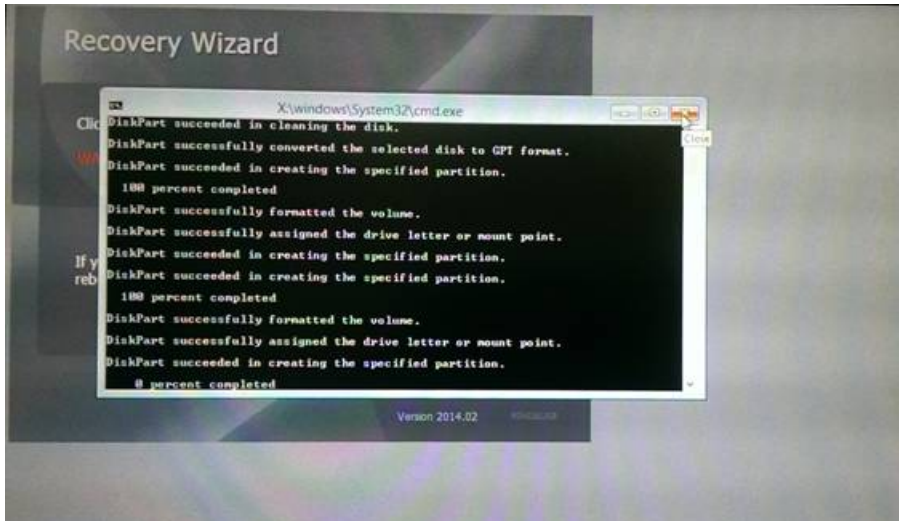 Recovery Wizard
X:\windows\System32\cmd.exe
Clic
DiskPart succeeded in cleaning the disk.
Close
DiskPart successfully converted the selected disk to GPT format.
WA
DiskPart succeeded in creating the specified partition.
100 percent completed
DiskPart successfully formatted the volume.
DiskPart successfully assigned the drive letter or mount point.
If y
DiskPart succeeded in creating the specified partition.
reb
DiskPart succeeded in creating the specified partition.
100 percent completed
DiskPart successfully formatted the volume.
DiskPart successfully assigned the drive letter or mount point.
DiskPart succeeded in creating the specified partition.
0 percent completed
Version 2014.02